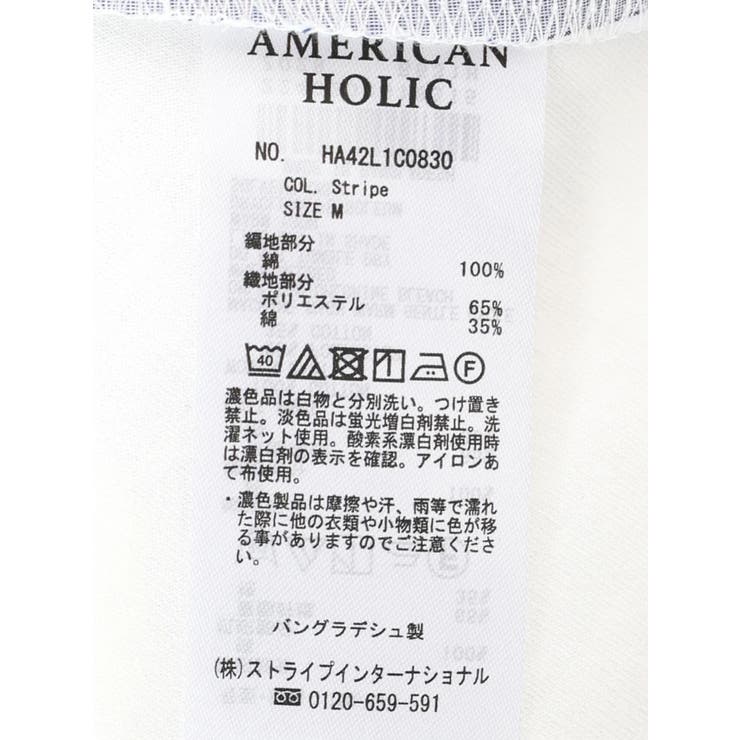 AMERICAN
HOLIC
NO. HA42L1C0830
COL. Stripe
SIZE M
編地部分
綿 100%
織地部分
ポリエステル 65%
綿 35%
40 F
濃色品は白物と分別洗い。つけ置き
禁止。淡色品は蛍光増白剤禁止。洗
濯ネット使用。酸素系漂白剤使用時
は漂白剤の表示を確認。アイロンあ
て布使用。
・濃色製品は摩擦や汗、雨等で濡れ
た際に他の衣類や小物類に色が移
る事がありますのでご注意くださ
い。
バングラデシュ製
(株)ストライプインターナショナル
0120-659-591